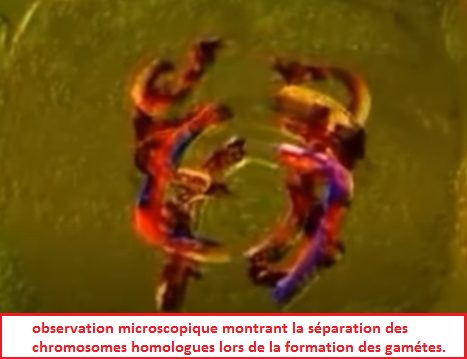 observation microscopique montrant la séparation des
chromosomes homologues lors de la formation des gamétes.